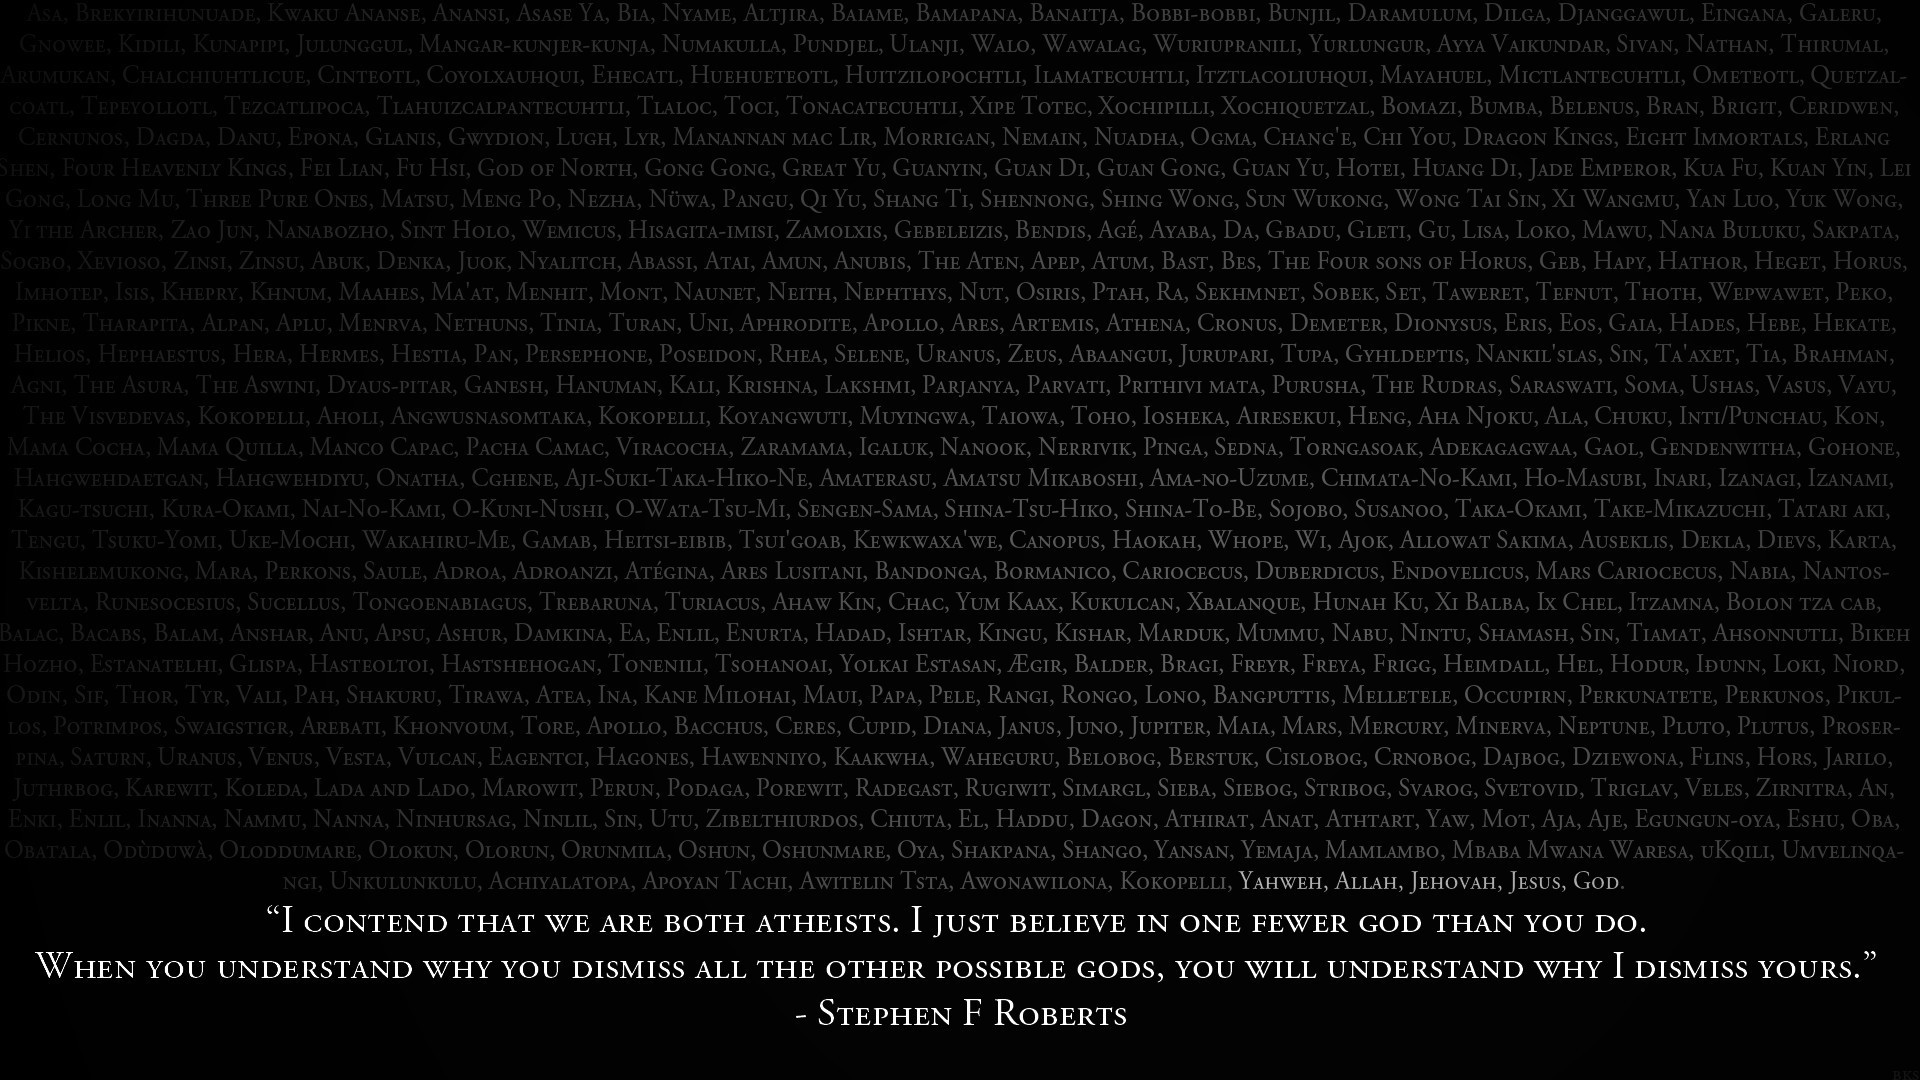 Asa, Brekyirihunuade, Kwaku Ananse, Anansi, Asase Ya, Bia, Nyame, Altjira, Baiame, Bamapana, Banaitja, Bobbi-bobbi, Bunjil, Daramulum, Dilga, Djanggawul, Eingana, Galeru,
Gnowee, Kidili, Kunapipi, Julunggul, Mangar-kunjer-kunja, Numakulla, Pundjel, Ulanji, Walo, Wawalag, Wuriupranili, Yurlungur, Ayya Vaikundar, Sivan, Nathan, Thirumal,
Arumukan, Chalchiuhtlicue, Cinteotl, Coyolxauhqui, Ehecatl, Huehueteotl, Huitzilopochtli, Ilamatecuhtli, Itztlacoliuhqui, Mayahuel, Mictlantecuhtli, Ometeotl, Quetzal-
coatl, Tepeyollotl, Tezcatlipoca, Tlahuizcalpantecuhtli, Tlaloc, Toci, Tonacatecuhtli, Xipe Totec, Xochipilli, Xochiquetzal, Bomazi, Bumba, Belenus, Bran, Brigit, Ceridwen,
Cernunos, Dagda, Danu, Epona, Glanis, Gwydion, Lugh, Lyr, Manannan mac Lir, Morrigan, Nemain, Nuadha, Ogma, Chang'e, Chi You, Dragon Kings, Eight Immortals, Erlang
Shen, Four Heavenly Kings, Fei Lian, Fu Hsi, God of North, Gong Gong, Great Yu, Guanyin, Guan Di, Guan Gong, Guan Yu, Hotei, Huang Di, Jade Emperor, Kua Fu, Kuan Yin, Lei
Gong, Long Mu, Three Pure Ones, Matsu, Meng Po, Nezha, Nüwa, Pangu, Qi Yu, Shang Ti, Shennong, Shing Wong, Sun Wukong, Wong Tai Sin, Xi Wangmu, Yan Luo, Yuk Wong,
Yi the Archer, Zao Jun, Nanabozho, Sint Holo, Wemicus, Hisagita-imisi, Zamolxis, Gebeleizis, Bendis, Agé, Ayaba, Da, Gbadu, Gleti, Gu, Lisa, Loko, Mawu, Nana Buluku, Sakpata,
Sogbo, Xevioso, Zinsi, Zinsu, Abuk, Denka, Juok, Nyalitch, Abassi, Atai, Amun, Anubis, The Aten, Apep, Atum, Bast, Bes, The Four sons of Horus, Geb, Hapy, Hathor, Heget, Horus,
Imhotep, Isis, Khepry, Khnum, Maahes, Ma'at, Menhit, Mont, Naunet, Neith, Nephthys, Nut, Osiris, Ptah, Ra, Sekhmnet, Sobek, Set, Taweret, Tefnut, Thoth, Wepwawet, Peko,
Pikne, Tharapita, Alpan, Aplu, Menrva, Nethuns, Tinia, Turan, Uni, Aphrodite, Apollo, Ares, Artemis, Athena, Cronus, Demeter, Dionysus, Eris, Eos, Gaia, Hades, Hebe, Hekate,
Helios, Hephaestus, Hera, Hermes, Hestia, Pan, Persephone, Poseidon, Rhea, Selene, Uranus, Zeus, Abaangui, Jurupari, Tupa, Gyhldeptis, Nankil'slas, Sin, Ta'axet, Tia, Brahman,
Agni, The Asura, The Aswini, Dyaus-pitar, Ganesh, Hanuman, Kali, Krishna, Lakshmi, Parjanya, Parvati, Prithivi mata, Purusha, The Rudras, Saraswati, Soma, Ushas, Vasus, Vayu,
The Visvedevas, Kokopelli, Aholi, Angwusnasomtaka, Kokopelli, Koyangwuti, Muyingwa, Taiowa, Toho, Iosheka, Airesekui, Heng, Aha Njoku, Ala, Chuku, Inti/Punchau, Kon,
Mama Cocha, Mama Quilla, Manco Capac, Pacha Camac, Viracocha, Zaramama, Igaluk, Nanook, Nerrivik, Pinga, Sedna, Torngasoak, Adekagagwaa, Gaol, Gendenwitha, Gohone,
Hahgwehdaetgan, Hahgwehdiyu, Onatha, Cghene, Aji-Suki-Taka-Hiko-Ne, Amaterasu, Amatsu Mikaboshi, Ama-no-Uzume, Chimata-No-Kami, Ho-Masubi, Inari, Izanagi, Izanami,
Kagu-tsuchi, Kura-Okami, Nai-No-Kami, O-Kuni-Nushi, O-Wata-Tsu-Mi, Sengen-Sama, Shina-Tsu-Hiko, Shina-To-Be, Sojobo, Susanoo, Taka-Okami, Take-Mikazuchi, Tatari aki,
Tengu, Tsuku-Yomi, Uke-Mochi, Wakahiru-Me, Gamab, Heitsi-eibib, Tsui'goab, Kewkwaxa'we, Canopus, Haokah, Whope, Wi, Ajok, Allowat Sakima, Auseklis, Dekla, Dievs, Karta,
Kishelemukong, Mara, Perkons, Saule, Adroa, Adroanzi, Atégina, Ares Lusitani, Bandonga, Bormanico, Cariocecus, Duberdicus, Endovelicus, Mars Cariocecus, Nabia, Nantos-
velta, Runesocesius, Sucellus, Tongoenabiagus, Trebaruna, Turiacus, Ahaw Kin, Chac, Yum Kaax, Kukulcan, Xbalanque, Hunah Ku, Xi Balba, Ix Chel, Itzamna, Bolon tza cab,
Balac, Bacabs, Balam, Anshar, Anu, Apsu, Ashur, Damkina, Ea, Enlil, Enurta, Hadad, Ishtar, Kingu, Kishar, Marduk, Mummu, Nabu, Nintu, Shamash, Sin, Tiamat, Ahsonnutli, Bikeh
Hozho, Estanatelhi, Glispa, Hasteoltoi, Hastshehogan, Tonenili, Tsohanoai, Yolkai Estasan, Ægir, Balder, Bragi, Freyr, Freya, Frigg, Heimdall, Hel, Hodur, Iðunn, Loki, Niord,
Odin, Sif, Thor, Tyr, Vali, Pah, Shakuru, Tirawa, Atea, Ina, Kane Milohai, Maui, Papa, Pele, Rangi, Rongo, Lono, Bangputtis, Melletele, Occupirn, Perkunatete, Perkunos, Pikul-
los, Potrimpos, Swaigstigr, Arebati, Khonvoum, Tore, Apollo, Bacchus, Ceres, Cupid, Diana, Janus, Juno, Jupiter, Maia, Mars, Mercury, Minerva, Neptune, Pluto, Plutus, Proser-
pina, Saturn, Uranus, Venus, Vesta, Vulcan, Eagentci, Hagones, Hawenniyo, Kaakwha, Waheguru, Belobog, Berstuk, Cislobog, Crnobog, Dajbog, Dziewona, Flins, Hors, Jarilo,
Juthrbog, Karewit, Koleda, Lada and Lado, Marowit, Perun, Podaga, Porewit, Radegast, Rugiwit, Simargl, Sieba, Siebog, Stribog, Svarog, Svetovid, Triglav, Veles, Zirnitra, An,
Enki, Enlil, Inanna, Nammu, Nanna, Ninhursag, Ninlil, Sin, Utu, Zibelthiurdos, Chiuta, El, Haddu, Dagon, Athirat, Anat, Athtart, Yaw, Mot, Aja, Aje, Egungun-oya, Eshu, Oba,
Obatala, Odùduwà, Oloddumare, Olokun, Olorun, Orunmila, Oshun, Oshunmare, Oya, Shakpana, Shango, Yansan, Yemaja, Mamlambo, Mbaba Mwana Waresa, uKqili, Umvelinqa-
ngi, Unkulunkulu, Achiyalatopa, Apoyan Tachi, Awitelin Tsta, Awonawilona, Kokopelli, Yahweh, Allah, Jehovah, Jesus, God.
“I contend that we are both atheists. I just believe in one fewer god than you do.
When you understand why you dismiss all the other possible gods, you will understand why I dismiss yours.”
- Stephen F Roberts
BKS